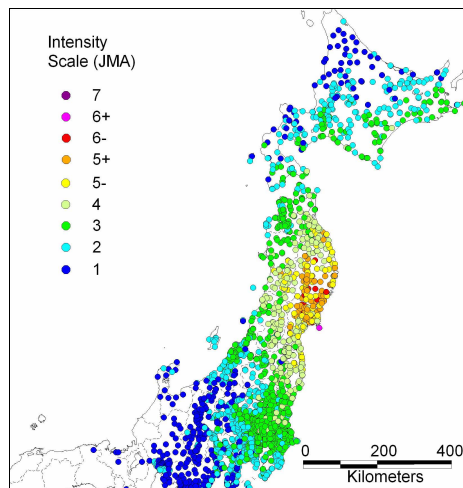 Intensity
Scale (JMA)
7
6+
6-
5+
5-
4
3
2
1
0 200 400
Kilometers